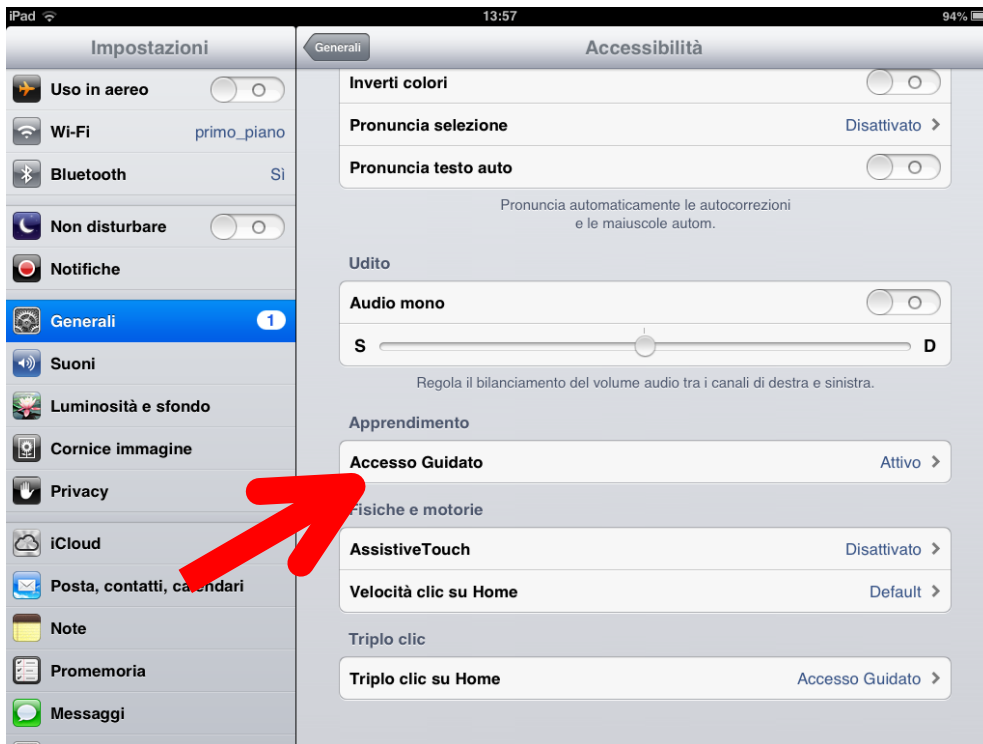 iPad 13:57 94%
Impostazioni
Generali Accessibilità
Uso in aereo
Wi-Fi primo_piano
Bluetooth Sì
Non disturbare
Notifiche
Generali 1
Suoni
Luminosità e sfondo
Cornice immagine
Privacy
iCloud
Posta, contatti, calendari
Note
Promemoria
Messaggi
Inverti colori
Pronuncia selezione Disattivato
Pronuncia testo auto
Pronuncia automaticamente le autocorrezioni
e le maiuscole autom.
Udito
Audio mono
S D
Regola il bilanciamento del volume audio tra i canali di destra e sinistra.
Apprendimento
Accesso Guidato Attivo
Fisiche e motorie
AssistiveTouch Disattivato
Velocità clic su Home Default
Triplo clic
Triplo clic su Home Accesso Guidato